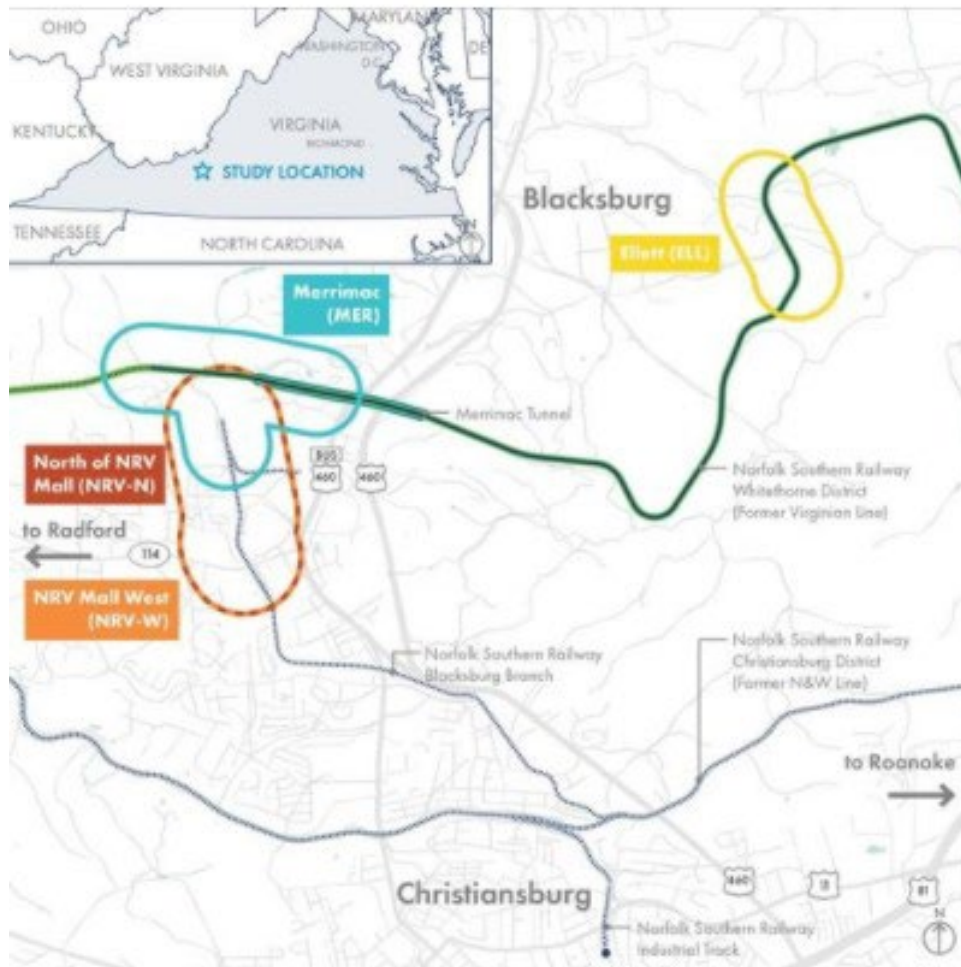 OHIO
MARYLAND
WASHINGTON
D.C.
DE
WEST VIRGINIA
KENTUCKY
VIRGINIA
RICHMOND
STUDY LOCATION
TENNESSEE
NORTH CAROLINA
N
Blacksburg
Ellett (ELL)
Merrimac
(MER)
Merrimac Tunnel
North of NRV
Mall (NRV-N)
BUS
460
460
Norfolk Southern Railway
Whitethorne District
(Former Virginian Line)
to Radford
114
NRV Mall West
(NRV-W)
Norfolk Southern Railway
Blacksburg Branch
Norfolk Southern Railway
Christiansburg District
(Former N&W Line)
to Roanoke
Christiansburg
460
11
81
N
Norfolk Southern Railway
Industrial Track